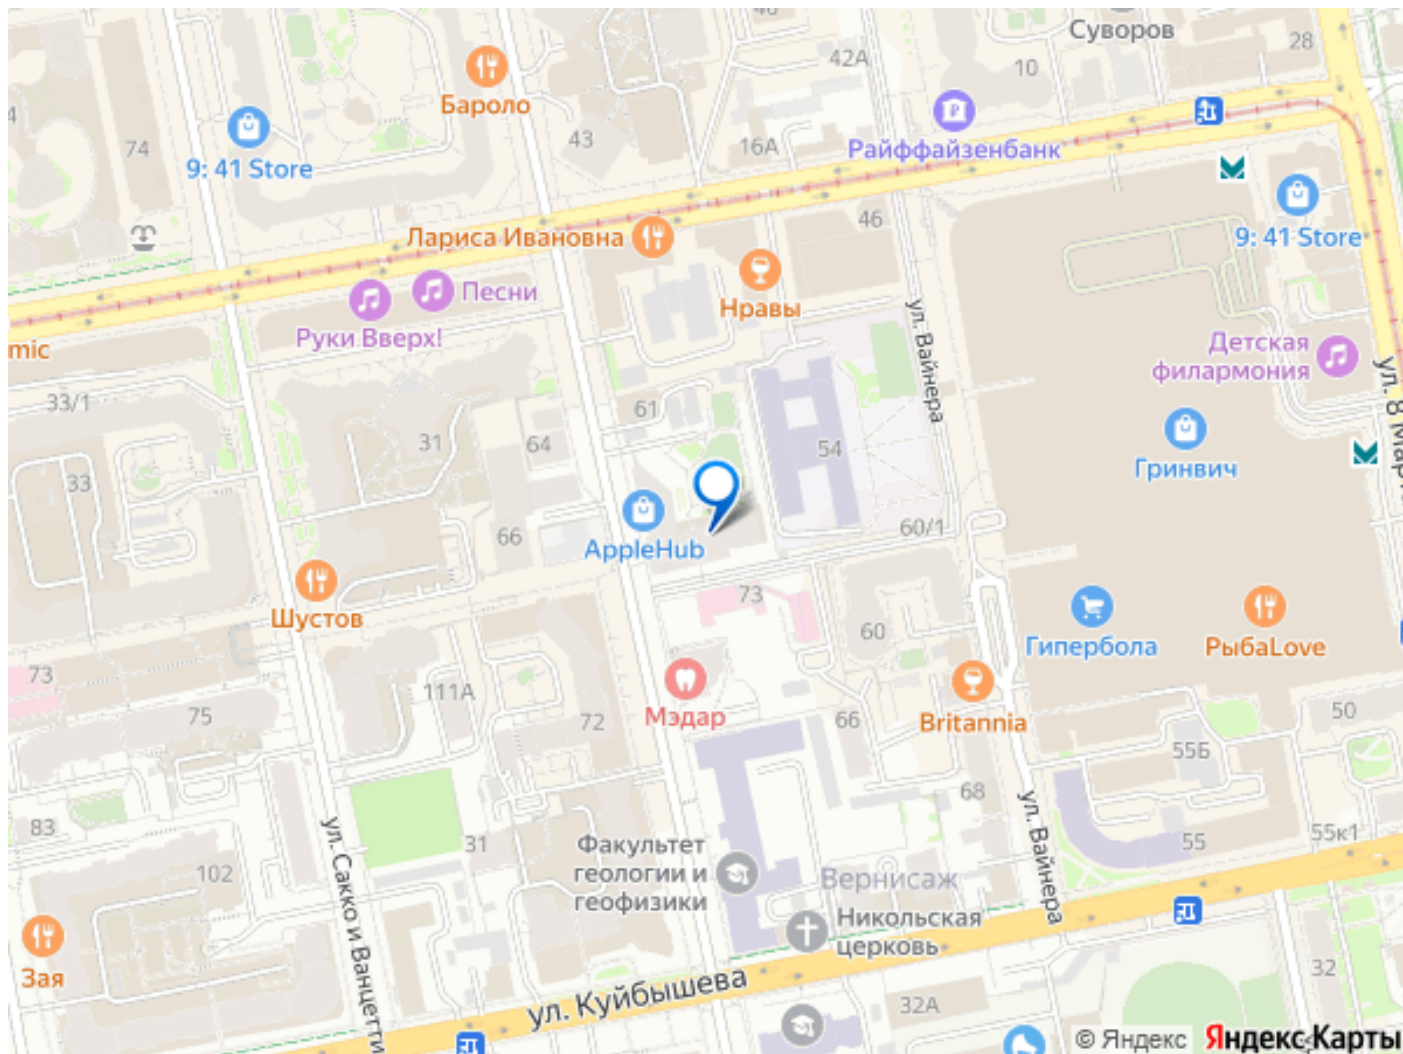 Суворов
28
42А
10
Бароло
4
74
43
16А
Райффайзенбанк
9: 41 Store
46
Лариса Ивановна
9: 41 Store
Песни
Нравы
Руки Вверх!
mic
ул. Вайнера
Детская
филармония
33/1
61
31
64
54
Гринвич
33
66
60/1
AppleHub
73
Шустов
60
Гипербола
РыбаLove
73
111А
75
72
Мэдар
66
Britannia
50
55Б
68
83
31
55
55к1
ул. Сакко и Ванцетти
ул. Вайнера
102
Факультет
геологии и
геофизики
Вернисаж
Никольская
церковь
Зая
ул. Куйбышева
32А
32
© Яндекс Яндекс Карты